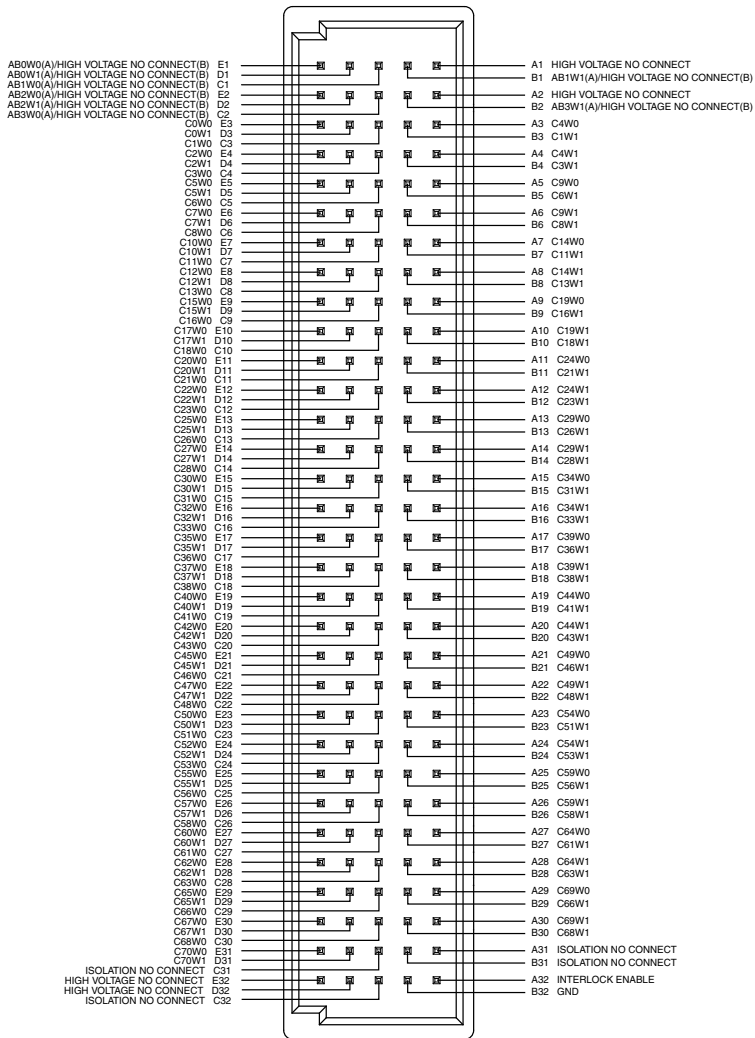 AB0W0(A)/HIGH VOLTAGE NO CONNECT(B) E1
AB0W1(A)/HIGH VOLTAGE NO CONNECT(B) D1
AB1W0(A)/HIGH VOLTAGE NO CONNECT(B) C1
AB2W0(A)/HIGH VOLTAGE NO CONNECT(B) E2
AB2W1(A)/HIGH VOLTAGE NO CONNECT(B) D2
AB3W0(A)/HIGH VOLTAGE NO CONNECT(B) C2
C0W0 E3
C0W1 D3
C1W0 C3
C2W0 E4
C2W1 D4
C3W0 C4
C5W0 E5
C5W1 D5
C6W0 C5
C7W0 E6
C7W1 D6
C8W0 C6
C10W0 E7
C10W1 D7
C11W0 C7
C12W0 E8
C12W1 D8
C13W0 C8
C15W0 E9
C15W1 D9
C16W0 C9
C17W0 E10
C17W1 D10
C18W0 C10
C20W0 E11
C20W1 D11
C21W0 C11
C22W0 E12
C22W1 D12
C23W0 C12
C25W0 E13
C25W1 D13
C26W0 C13
C27W0 E14
C27W1 D14
C28W0 C14
C30W0 E15
C30W1 D15
C31W0 C15
C32W0 E16
C32W1 D16
C33W0 C16
C35W0 E17
C35W1 D17
C36W0 C17
C37W0 E18
C37W1 D18
C38W0 C18
C40W0 E19
C40W1 D19
C41W0 C19
C42W0 E20
C42W1 D20
C43W0 C20
C45W0 E21
C45W1 D21
C46W0 C21
C47W0 E22
C47W1 D22
C48W0 C22
C50W0 E23
C50W1 D23
C51W0 C23
C52W0 E24
C52W1 D24
C53W0 C24
C55W0 E25
C55W1 D25
C56W0 C25
C57W0 E26
C57W1 D26
C58W0 C26
C60W0 E27
C60W1 D27
C61W0 C27
C62W0 E28
C62W1 D28
C63W0 C28
C65W0 E29
C65W1 D29
C66W0 C29
C67W0 E30
C67W1 D30
C68W0 C30
C70W0 E31
C70W1 D31
ISOLATION NO CONNECT C31
HIGH VOLTAGE NO CONNECT E32
HIGH VOLTAGE NO CONNECT D32
ISOLATION NO CONNECT C32
A1 HIGH VOLTAGE NO CONNECT
B1 AB1W1(A)/HIGH VOLTAGE NO CONNECT(B)
A2 HIGH VOLTAGE NO CONNECT
B2 AB3W1(A)/HIGH VOLTAGE NO CONNECT(B)
A3 C4W0
B3 C1W1
A4 C4W1
B4 C3W1
A5 C9W0
B5 C6W1
A6 C9W1
B6 C8W1
A7 C14W0
B7 C11W1
A8 C14W1
B8 C13W1
A9 C19W0
B9 C16W1
A10 C19W1
B10 C18W1
A11 C24W0
B11 C21W1
A12 C24W1
B12 C23W1
A13 C29W0
B13 C26W1
A14 C29W1
B14 C28W1
A15 C34W0
B15 C31W1
A16 C34W1
B16 C33W1
A17 C39W0
B17 C36W1
A18 C39W1
B18 C38W1
A19 C44W0
B19 C41W1
A20 C44W1
B20 C43W1
A21 C49W0
B21 C46W1
A22 C49W1
B22 C48W1
A23 C54W0
B23 C51W1
A24 C54W1
B24 C53W1
A25 C59W0
B25 C56W1
A26 C59W1
B26 C58W1
A27 C64W0
B27 C61W1
A28 C64W1
B28 C63W1
A29 C69W0
B29 C66W1
A30 C69W1
B30 C68W1
A31 ISOLATION NO CONNECT
B31 ISOLATION NO CONNECT
A32 INTERLOCK ENABLE
B32 GND